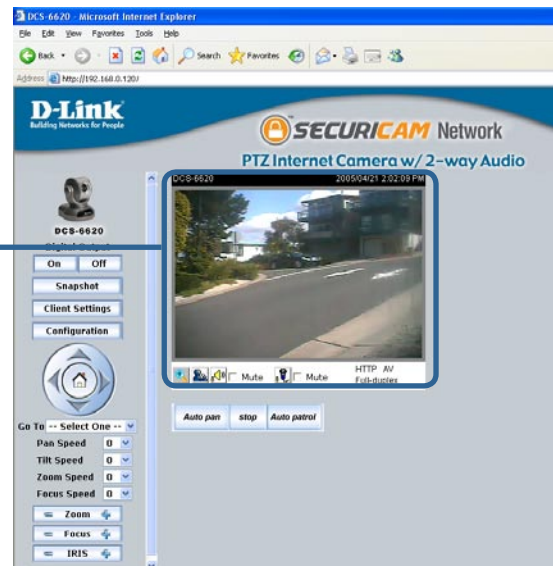 DCS-6620 - Microsoft Internet Explorer
File Edit View Favorites Tools Help
Back Search Favorites
Address http://192.168.0.120/
D-Link
Building Networks for People
SECURICAM Network
PTZ Internet Camera w/ 2-way Audio
DCS-6620 2005/04/21 2:02:09 PM
DCS-6620
Digital Output
On Off
Snapshot
Client Settings
Configuration
Mute Mute HTTP AV
Full-duplex
Auto pan stop Auto patrol
Go To -- Select One --
Pan Speed 0
Tilt Speed 0
Zoom Speed 0
Focus Speed 0
Zoom
Focus
IRIS